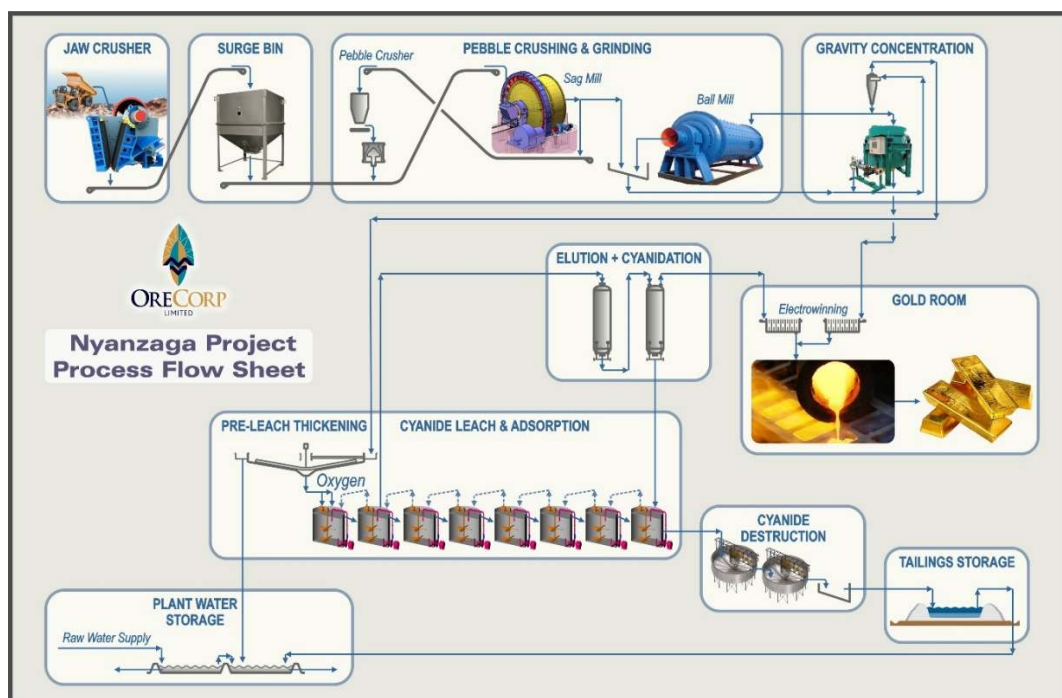 JAW CRUSHER
SURGE BIN
Pebble Crusher
PEBBLE CRUSHING & GRINDING
Sag Mill
Ball Mill
GRAVITY CONCENTRATION
ORECORP
LIMITED
Nyanzaga Project
Process Flow Sheet
ELUTION + CYANIDATION
GOLD ROOM
Electrowinning
PRE-LEACH THICKENING
CYANIDE LEACH & ADSORPTION
Oxygen
CYANIDE
DESTRUCTION
TAILINGS STORAGE
PLANT WATER
STORAGE
Raw Water Supply